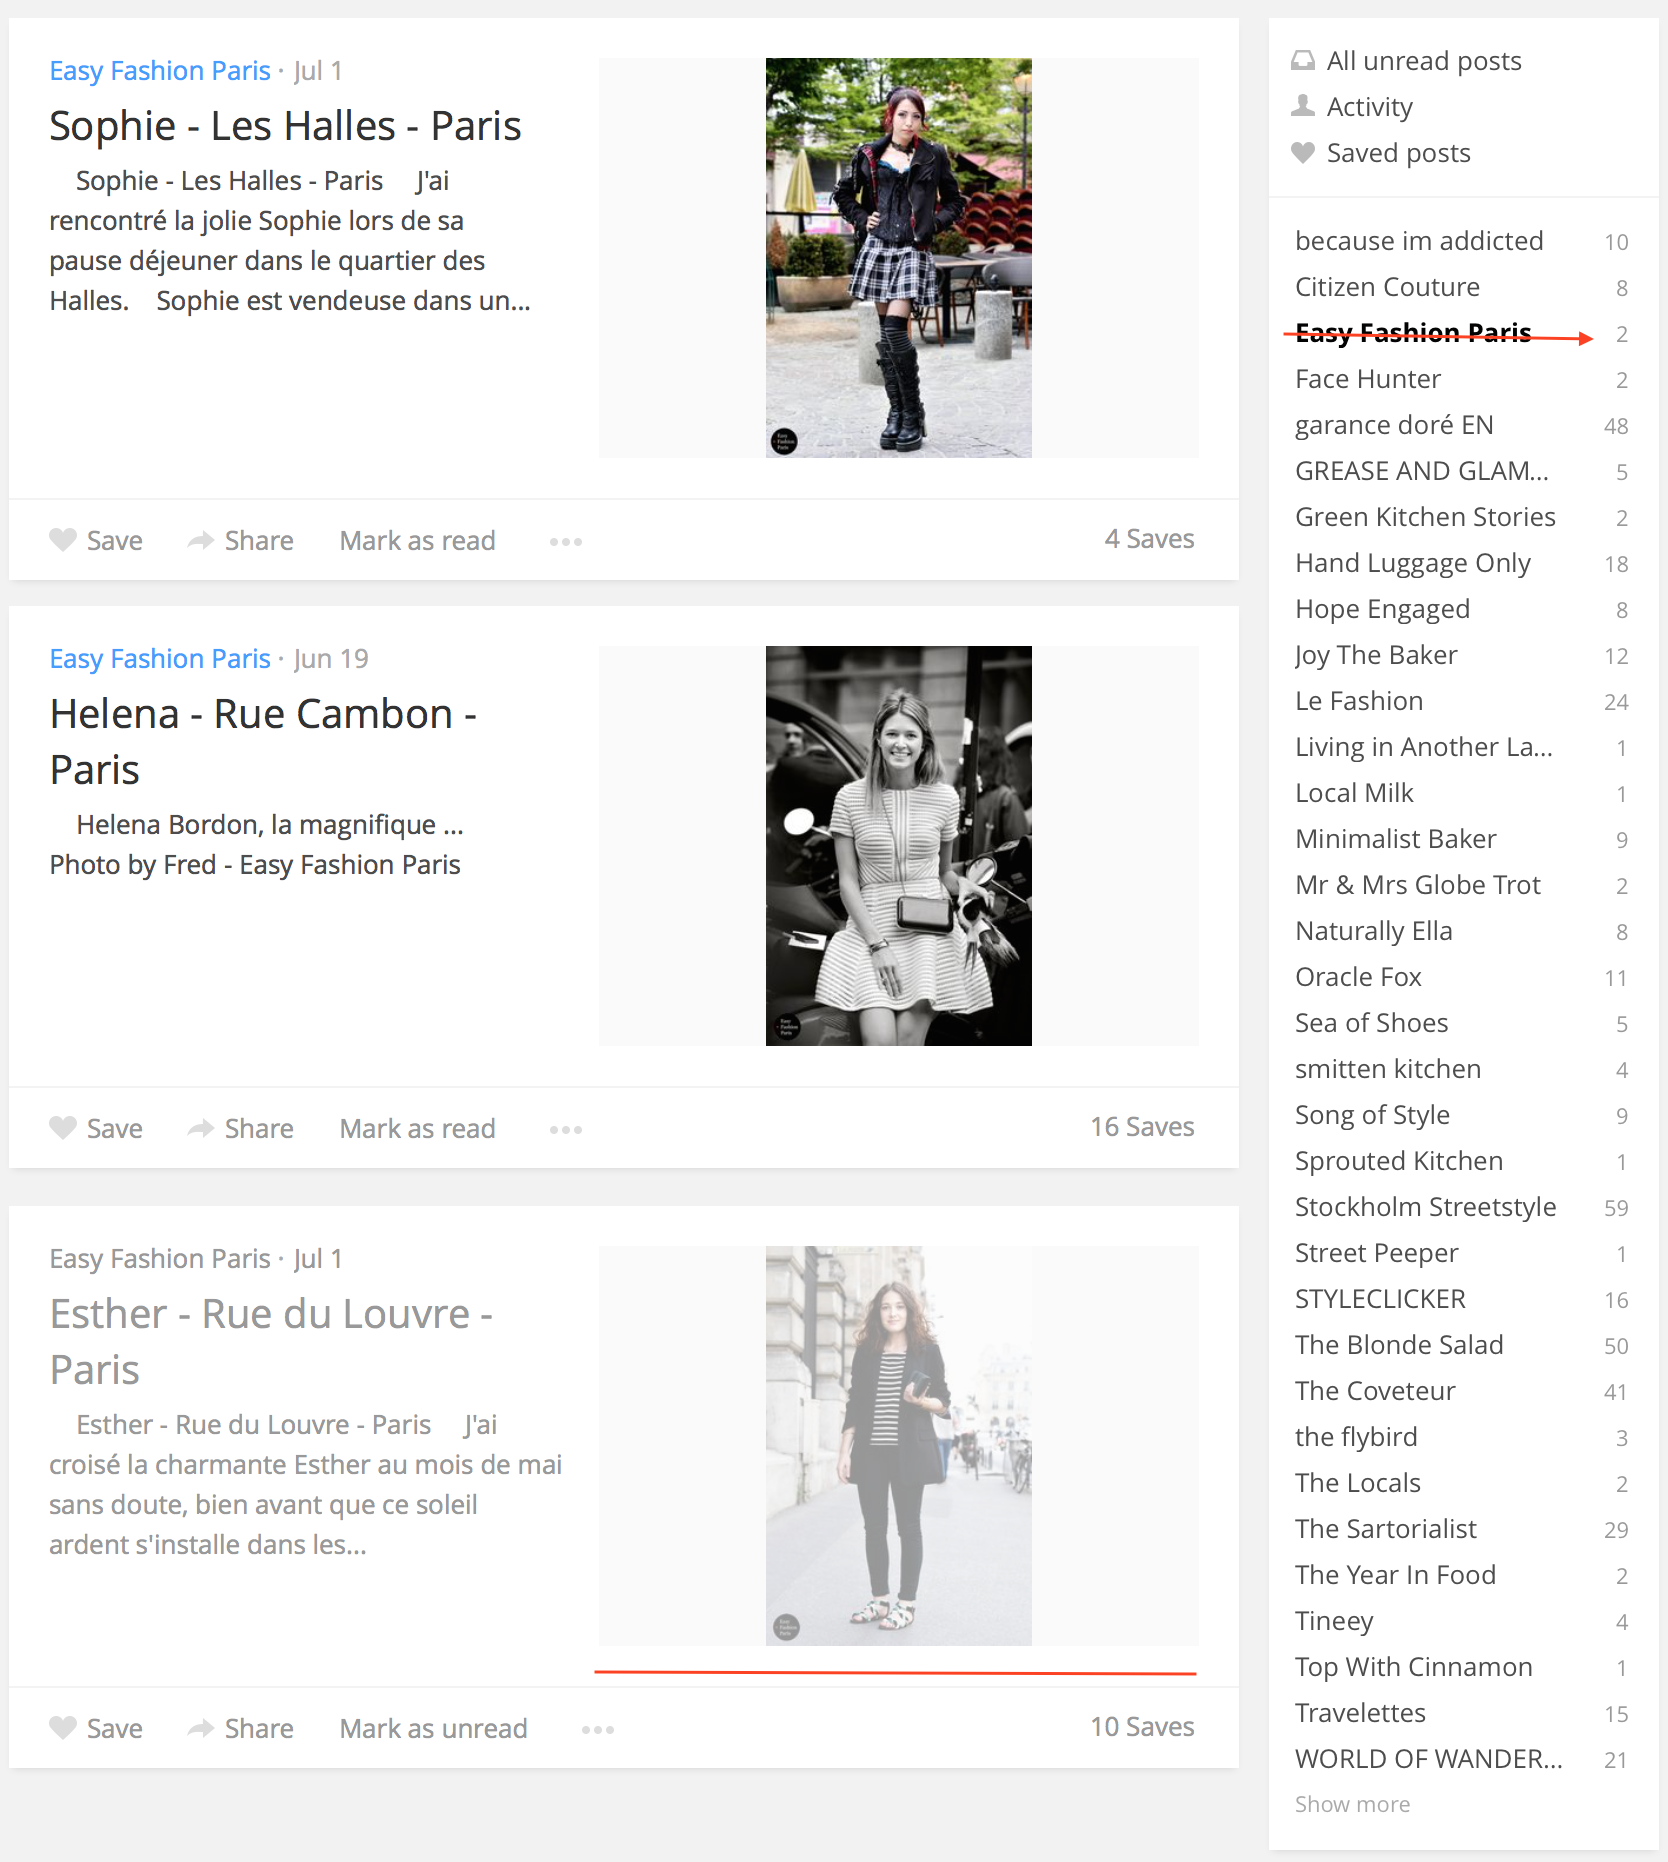 Easy Fashion Paris · Jul 1
Sophie - Les Halles - Paris
Sophie - Les Halles - Paris J'ai
rencontré la jolie Sophie lors de sa
pause déjeuner dans le quartier des
Halles. Sophie est vendeuse dans un...
Easy
Fashion
Paris
Save Share Mark as read 4 Saves
Easy Fashion Paris · Jun 19
Helena - Rue Cambon -
Paris
Helena Bordon, la magnifique ...
Photo by Fred - Easy Fashion Paris
Easy
Fashion
Paris
Save Share Mark as read 16 Saves
Easy Fashion Paris · Jul 1
Esther - Rue du Louvre -
Paris
Esther - Rue du Louvre - Paris J'ai
croisé la charmante Esther au mois de mai
sans doute, bien avant que ce soleil
ardent s'installe dans les...
Easy
Fashion
Paris
Save Share Mark as unread 10 Saves
All unread posts
Activity
Saved posts
because im addicted 10
Citizen Couture 8
Easy Fashion Paris 2
Face Hunter 2
garance doré EN 48
GREASE AND GLAM... 5
Green Kitchen Stories 2
Hand Luggage Only 18
Hope Engaged 8
Joy The Baker 12
Le Fashion 24
Living in Another La... 1
Local Milk 1
Minimalist Baker 9
Mr & Mrs Globe Trot 2
Naturally Ella 8
Oracle Fox 11
Sea of Shoes 5
smitten kitchen 4
Song of Style 9
Sprouted Kitchen 1
Stockholm Streetstyle 59
Street Peeper 1
STYLECLICKER 16
The Blonde Salad 50
The Coveteur 41
the flybird 3
The Locals 2
The Sartorialist 29
The Year In Food 2
Tineey 4
Top With Cinnamon 1
Travelettes 15
WORLD OF WANDER... 21
Show more